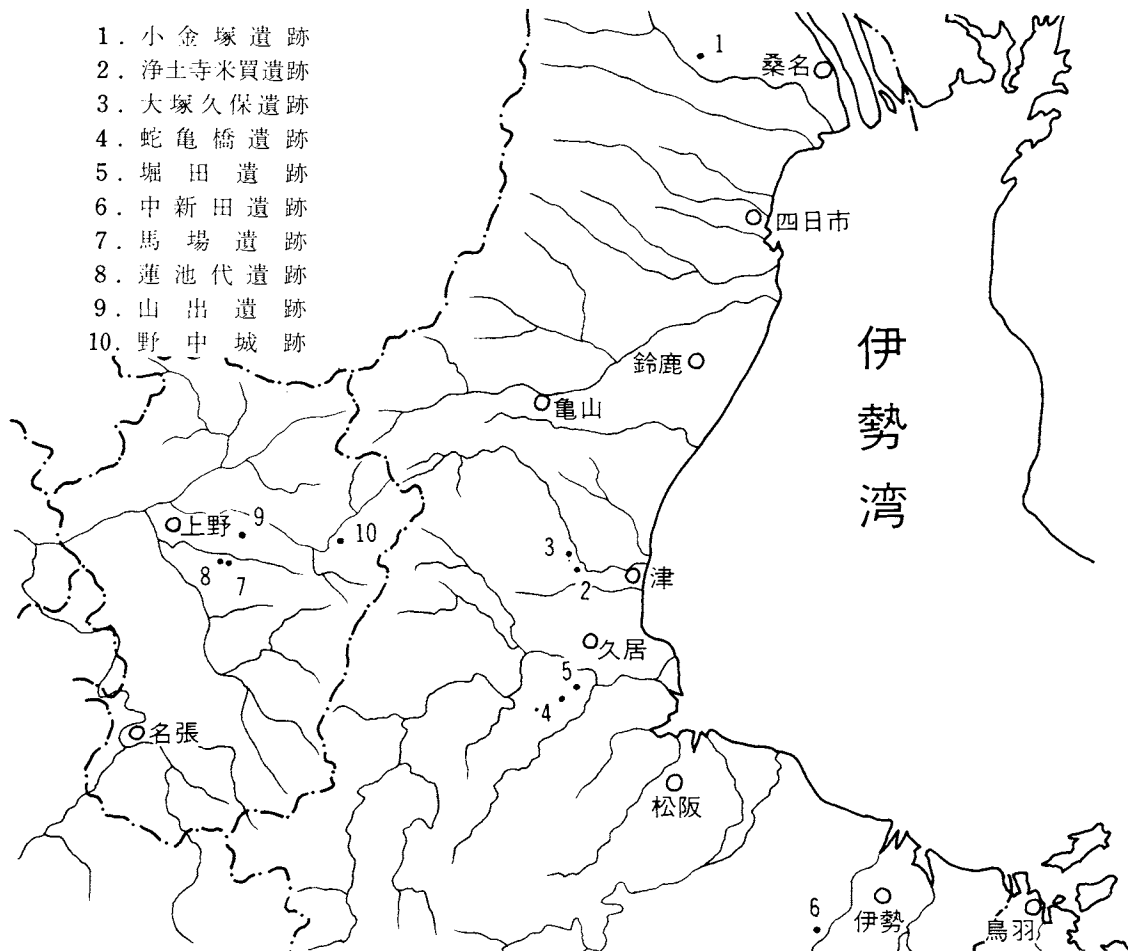 1. 小金塚遺跡
2. 浄土寺米買遺跡
3. 大塚久保遺跡
4. 蛇亀橋遺跡
5. 堀田遺跡
6. 中新田遺跡
7. 馬場遺跡
8. 蓮池代遺跡
9. 山出遺跡
10. 野中城跡
1
桑名
四日市
鈴鹿
亀山
伊勢湾
上野
9
10
8
7
3
2
津
久居
5
4
名張
松阪
6
伊勢
鳥羽